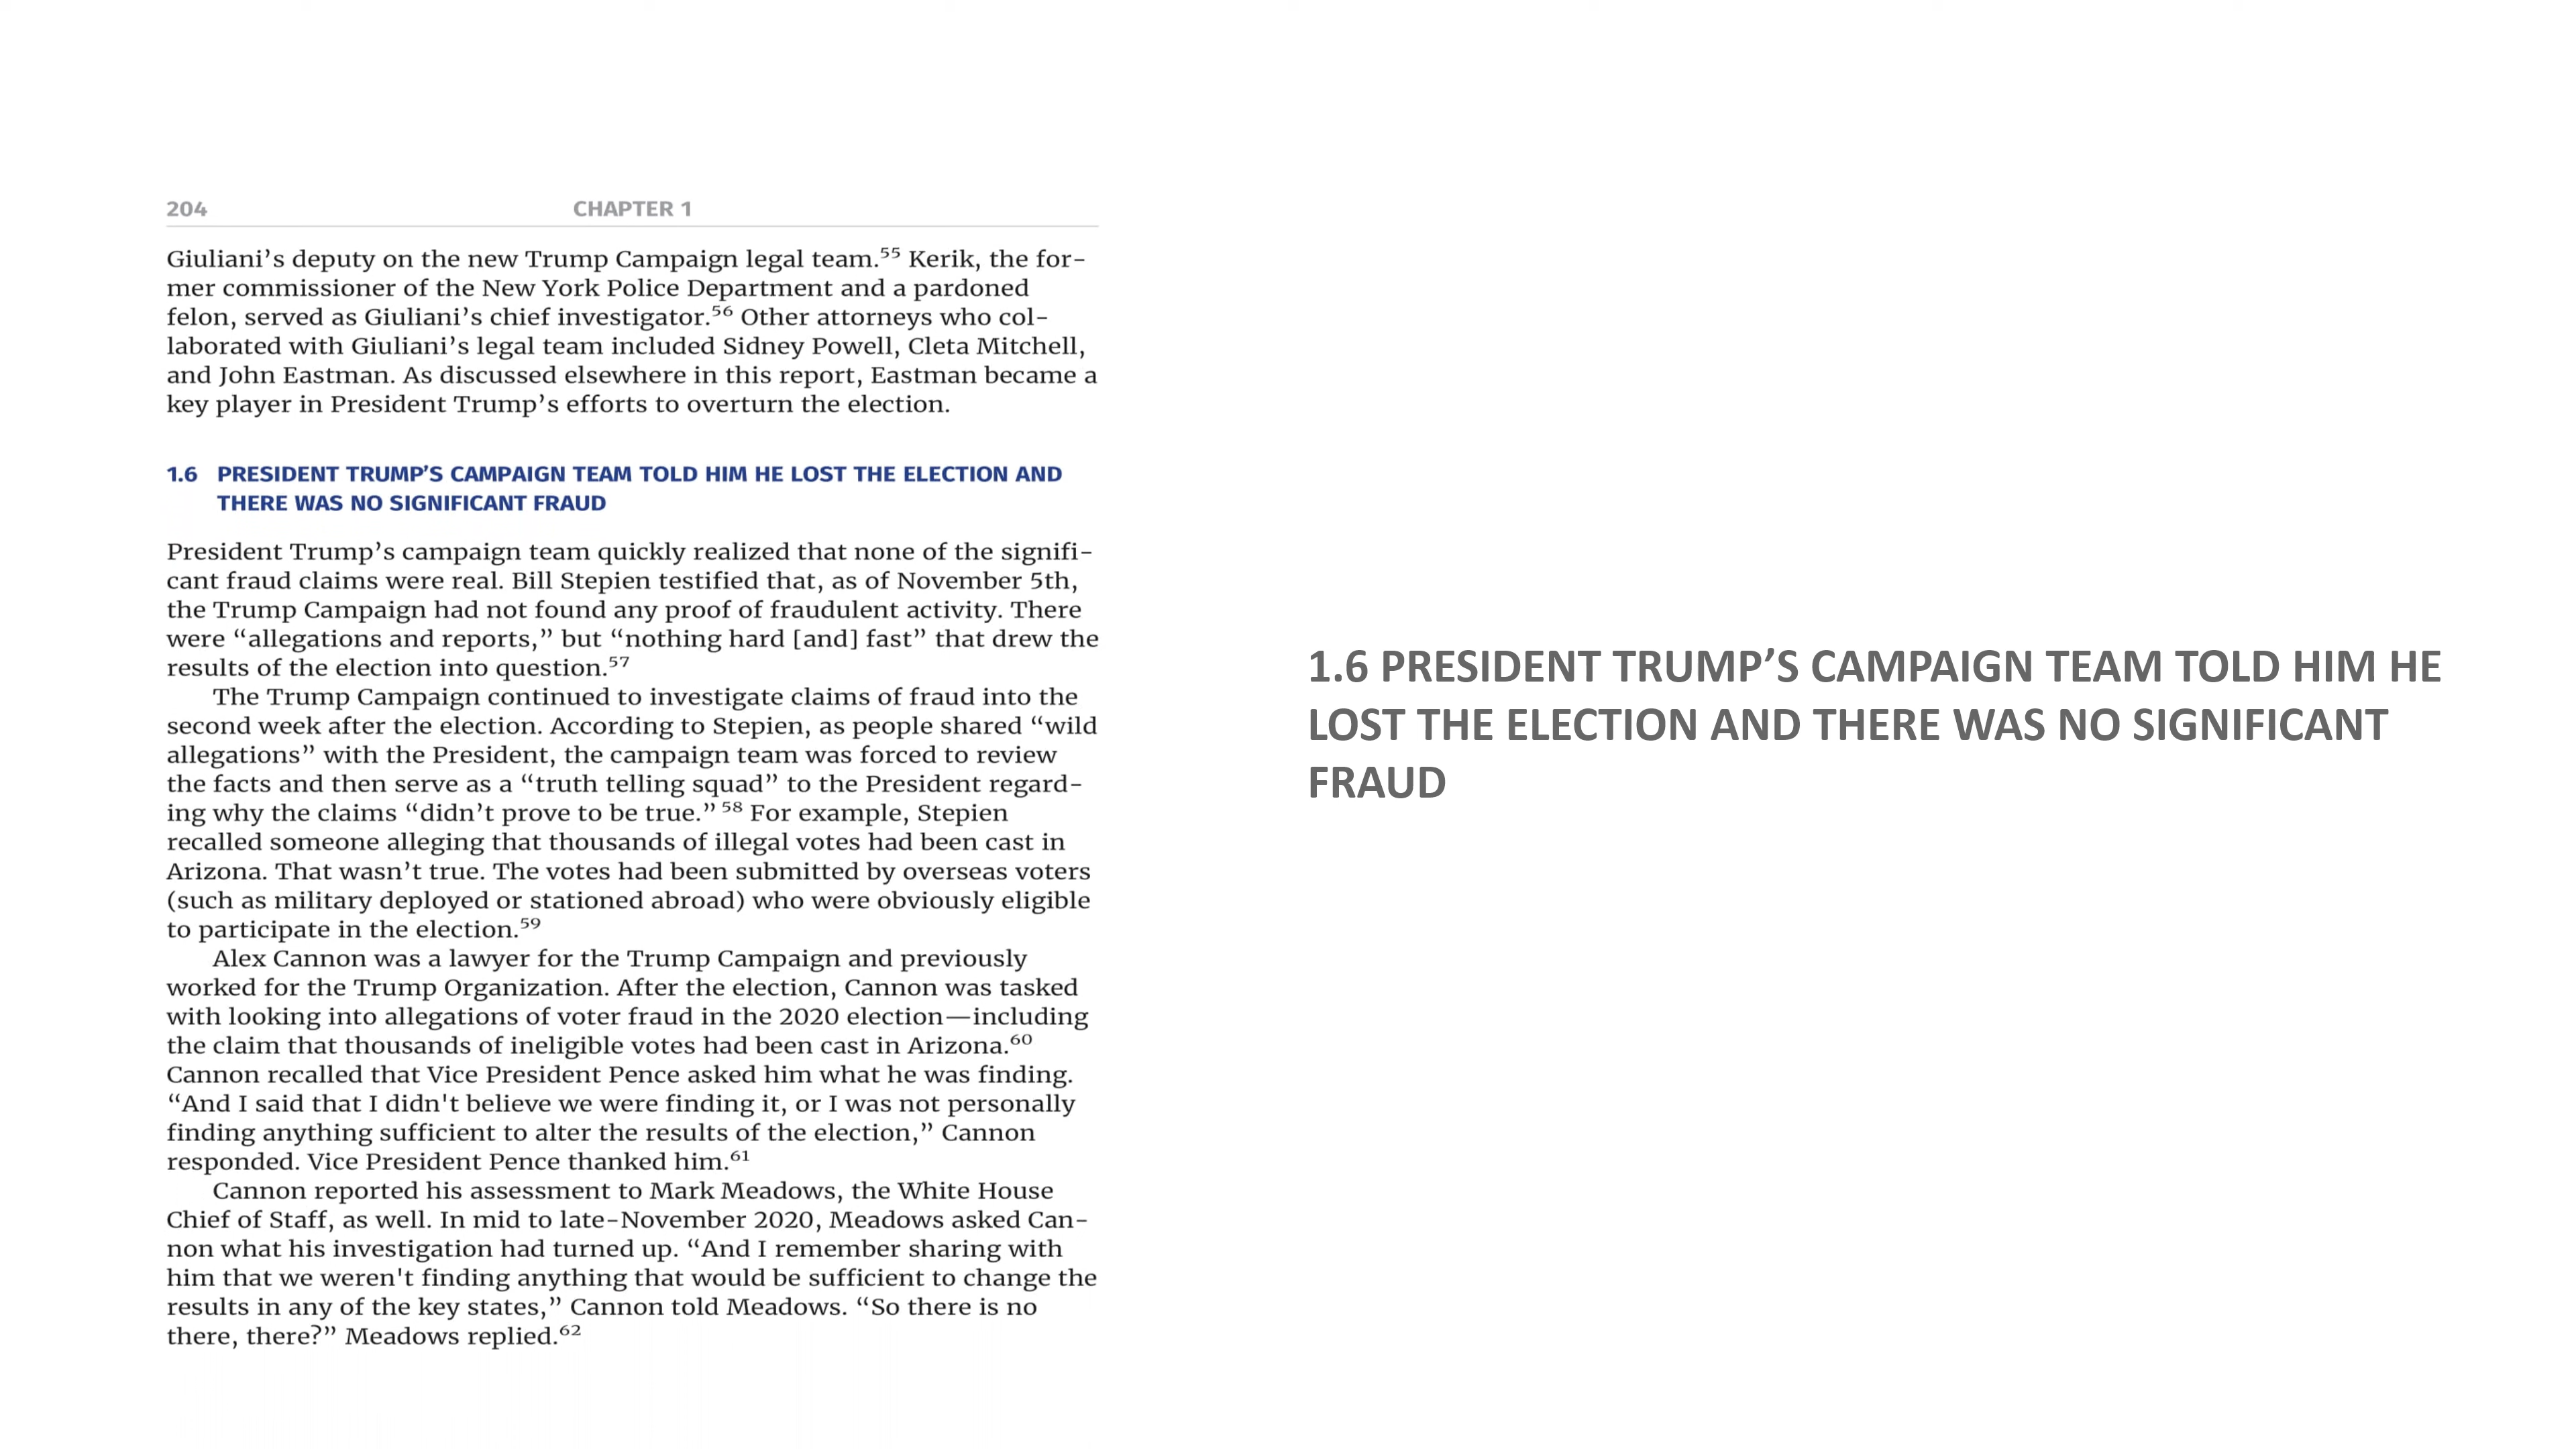 204 CHAPTER 1
Giuliani’s deputy on the new Trump Campaign legal team.55 Kerik, the for-
mer commissioner of the New York Police Department and a pardoned
felon, served as Giuliani’s chief investigator.56 Other attorneys who col-
laborated with Giuliani’s legal team included Sidney Powell, Cleta Mitchell,
and John Eastman. As discussed elsewhere in this report, Eastman became a
key player in President Trump’s efforts to overturn the election.
1.6 PRESIDENT TRUMP’S CAMPAIGN TEAM TOLD HIM HE LOST THE ELECTION AND
THERE WAS NO SIGNIFICANT FRAUD
President Trump’s campaign team quickly realized that none of the signifi-
cant fraud claims were real. Bill Stepien testified that, as of November 5th,
the Trump Campaign had not found any proof of fraudulent activity. There
were “allegations and reports,” but “nothing hard [and] fast” that drew the
results of the election into question.57
The Trump Campaign continued to investigate claims of fraud into the
second week after the election. According to Stepien, as people shared “wild
allegations” with the President, the campaign team was forced to review
the facts and then serve as a “truth telling squad” to the President regard-
ing why the claims “didn’t prove to be true.” 58 For example, Stepien
recalled someone alleging that thousands of illegal votes had been cast in
Arizona. That wasn’t true. The votes had been submitted by overseas voters
(such as military deployed or stationed abroad) who were obviously eligible
to participate in the election.59
Alex Cannon was a lawyer for the Trump Campaign and previously
worked for the Trump Organization. After the election, Cannon was tasked
with looking into allegations of voter fraud in the 2020 election—including
the claim that thousands of ineligible votes had been cast in Arizona.60
Cannon recalled that Vice President Pence asked him what he was finding.
“And I said that I didn't believe we were finding it, or I was not personally
finding anything sufficient to alter the results of the election,” Cannon
responded. Vice President Pence thanked him.61
Cannon reported his assessment to Mark Meadows, the White House
Chief of Staff, as well. In mid to late-November 2020, Meadows asked Can-
non what his investigation had turned up. “And I remember sharing with
him that we weren't finding anything that would be sufficient to change the
results in any of the key states,” Cannon told Meadows. “So there is no
there, there?” Meadows replied.62
1.6 PRESIDENT TRUMP’S CAMPAIGN TEAM TOLD HIM HE
LOST THE ELECTION AND THERE WAS NO SIGNIFICANT
FRAUD